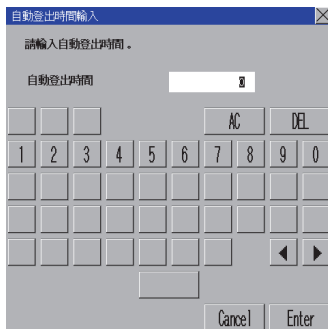 自動登出時間輸入
請輸入自動登出時間。
自動登出時間 0
AC DEL
1 2 3 4 5 6 7 8 9 0
Cancel Enter